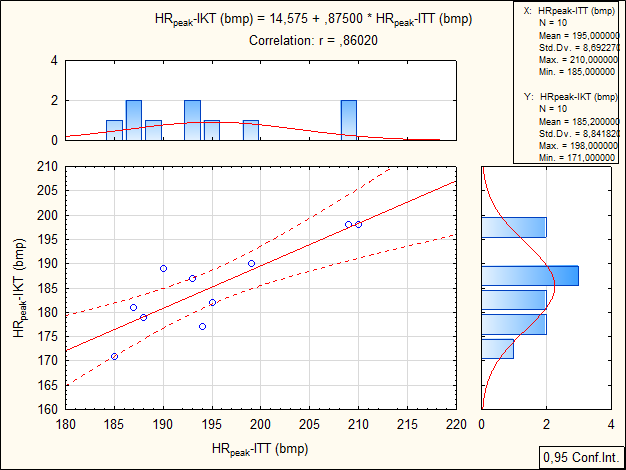 HRpeak-IKT (bmp) = 14,575 + ,87500 * HRpeak-ITT (bmp)
Correlation: r = ,86020
X: HRpeak-ITT (bmp)
N = 10
Mean = 195,000000
Std.Dv. = 8,692270
Max. = 210,000000
Min. = 185,000000
Y: HRpeak-IKT (bmp)
N = 10
Mean = 185,200000
Std.Dv. = 8,841820
Max. = 198,000000
Min. = 171,000000
4
2
0
210
205
200
195
190
185
180
175
170
165
160
HRpeak-IKT (bmp)
180 185 190 195 200 205 210 215 220
0 2 4
HRpeak-ITT (bmp)
0,95 Conf.Int.